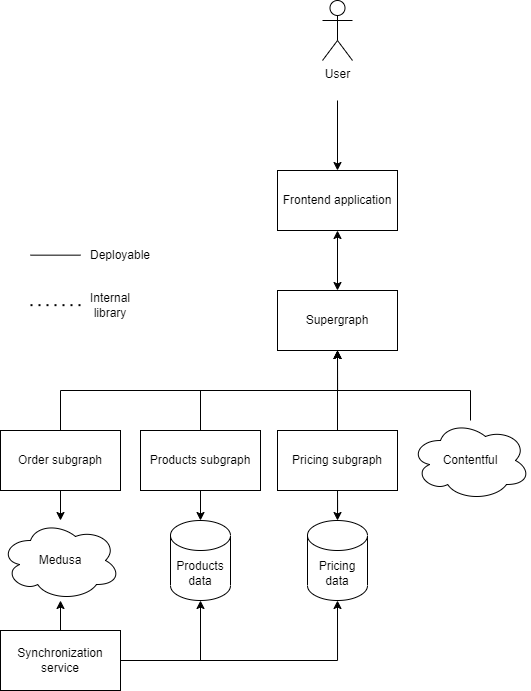 User
Frontend application
Deployable
Internal
library
Supergraph
Order subgraph
Products subgraph
Pricing subgraph
Contentful
Medusa
Products
data
Pricing
data
Synchronization
service